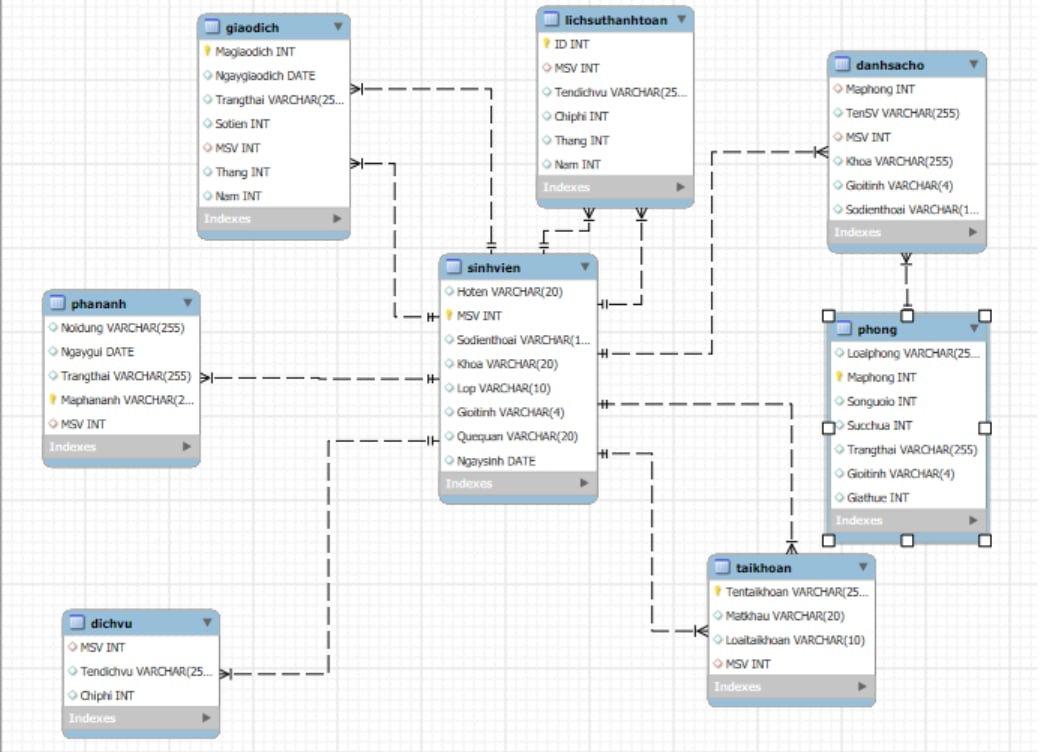 giaodich
Magiaodich INT
Ngaygiaodich DATE
Trangthai VARCHAR(25...
Sotien INT
MSV INT
Thang INT
Nam INT
Indexes
lichsuthanhtoan
ID INT
MSV INT
Tendichvu VARCHAR(25...
Chiphi INT
Thang INT
Nam INT
Indexes
danhsacho
Maphong INT
TenSV VARCHAR(255)
MSV INT
Khoa VARCHAR(255)
Gioitinh VARCHAR(4)
Sodienthoai VARCHAR(1...
Indexes
phananh
Noidung VARCHAR(255)
Ngaygui DATE
Trangthai VARCHAR(255)
Maphananh VARCHAR(2...
MSV INT
Indexes
sinhvien
Hoten VARCHAR(20)
MSV INT
Sodienthoai VARCHAR(1...
Khoa VARCHAR(20)
Lop VARCHAR(10)
Gioitinh VARCHAR(4)
Quequan VARCHAR(20)
Ngaysinh DATE
Indexes
phong
Loaiphong VARCHAR(25...
Maphong INT
Songuoio INT
Succhua INT
Trangthai VARCHAR(255)
Gioitinh VARCHAR(4)
Giathue INT
Indexes
dichvu
MSV INT
Tendichvu VARCHAR(25...
Chiphi INT
Indexes
taikhoan
Tentaikhoan VARCHAR(25...
Matkhau VARCHAR(20)
Loaitaikhoan VARCHAR(10)
MSV INT
Indexes